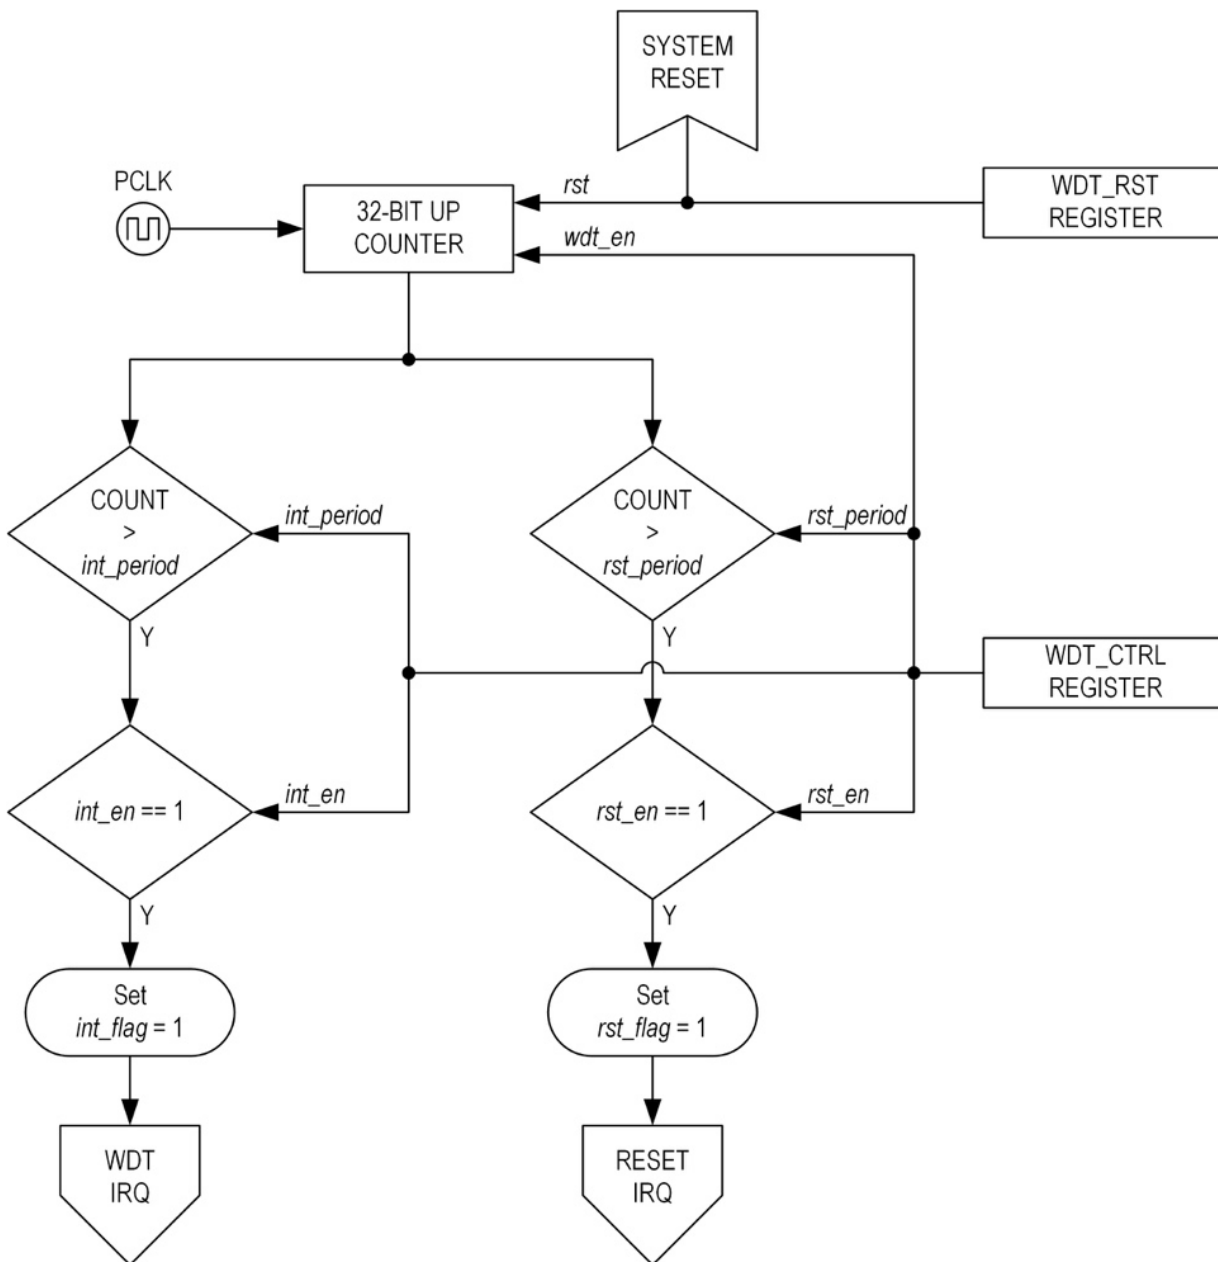 SYSTEM
RESET
PCLK
32-BIT UP
COUNTER
rst
wdt_en
WDT_RST
REGISTER
COUNT
>
int_period
int_period
COUNT
>
rst_period
rst_period
Y
Y
WDT_CTRL
REGISTER
int_en == 1
int_en
rst_en == 1
rst_en
Y
Y
Set
int_flag = 1
Set
rst_flag = 1
WDT
IRQ
RESET
IRQ